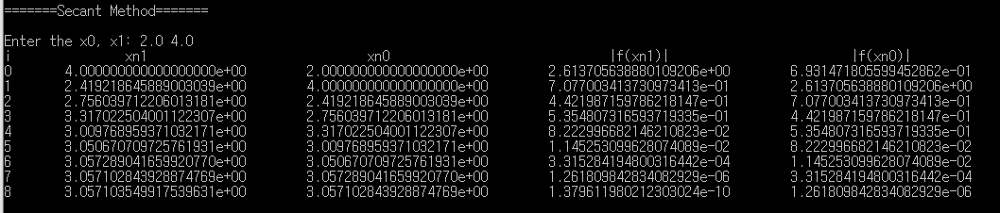 =======Secant Method=======
Enter the x0, x1: 2.0 4.0
i xn1 xn0 |f(xn1)| |f(xn0)|
0 4.000000000000000000e+00 2.000000000000000000e+00 2.613705638880109206e+00 6.931471805599452862e-01
1 2.419218645889003039e+00 4.000000000000000000e+00 7.077003413730973413e-01 2.613705638880109206e+00
2 2.756039712206013181e+00 2.419218645889003039e+00 4.421987159786218147e-01 7.077003413730973413e-01
3 3.317022504001122307e+00 2.756039712206013181e+00 5.354807316593719335e-01 4.421987159786218147e-01
4 3.009768959371032171e+00 3.317022504001122307e+00 8.222996682146210823e-02 5.354807316593719335e-01
5 3.050670709725761931e+00 3.009768959371032171e+00 1.145253099628074089e-02 8.222996682146210823e-02
6 3.057289041659920770e+00 3.050670709725761931e+00 3.315284194800316442e-04 1.145253099628074089e-02
7 3.057102843928874769e+00 3.057289041659920770e+00 1.261809842834082929e-06 3.315284194800316442e-04
8 3.057103549917539631e+00 3.057102843928874769e+00 1.379611980212303024e-10 1.261809842834082929e-06